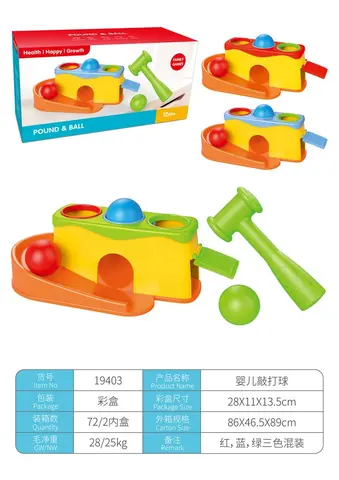 Health | Happy | Growth
POUND & BALL
FAMILY GAMES
POUND & BALL
12m+
货号 Item No 19403 产品名称 Product Name 婴儿敲打球
包装 Package 彩盒 彩盒尺寸 Package Size 28X11X13.5cm
装箱数 Quantity 72/2内盒 外箱规格 Carton Size 86X46.5X89cm
毛净重 GW/NW 28/25kg 备注 Remark 红,蓝,绿三色混装